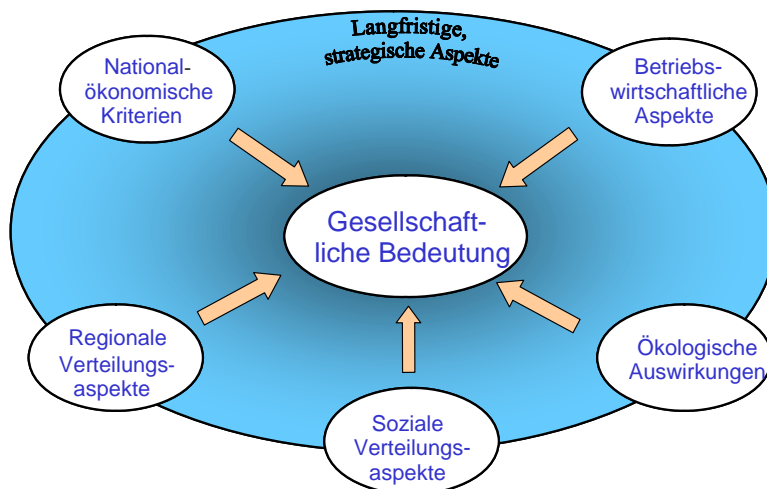 Langfristige,
strategische Aspekte
National-
ökonomische
Kriterien
Betriebs-
wirtschaftliche
Aspekte
Gesellschaft-
liche Bedeutung
Regionale
Verteilungs-
aspekte
Ökologische
Auswirkungen
Soziale
Verteilungs-
aspekte